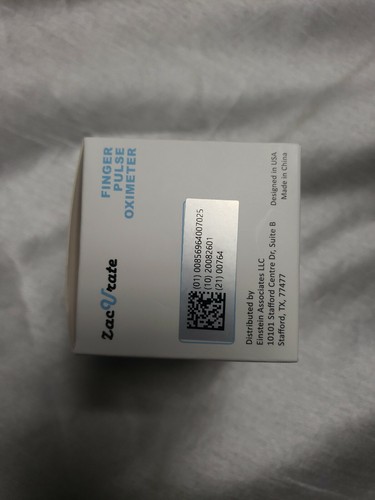 zacUrate
FINGER
PULSE
OXIMETER
(01) 00856964007025
(10) 20082601
(21) 00764
Distributed by
Einstein Associates LLC
10101 Stafford Centre Dr, Suite B
Stafford, TX, 77477
Designed in USA
Made in China